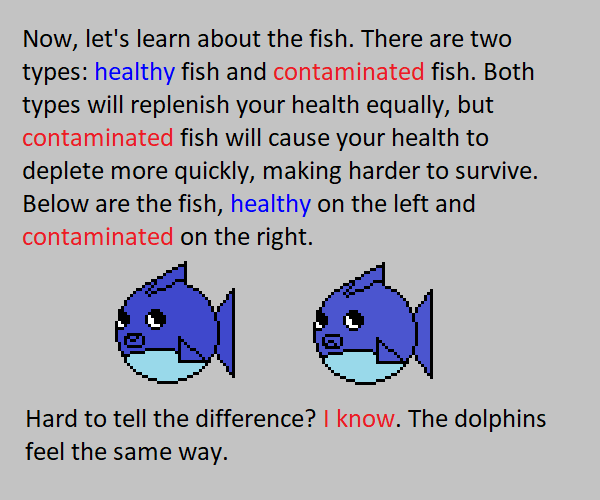 Now, let's learn about the fish. There are two
types: healthy fish and contaminated fish. Both
types will replenish your health equally, but
contaminated fish will cause your health to
deplete more quickly, making harder to survive.
Below are the fish, healthy on the left and
contaminated on the right.
Hard to tell the difference? I know. The dolphins
feel the same way.